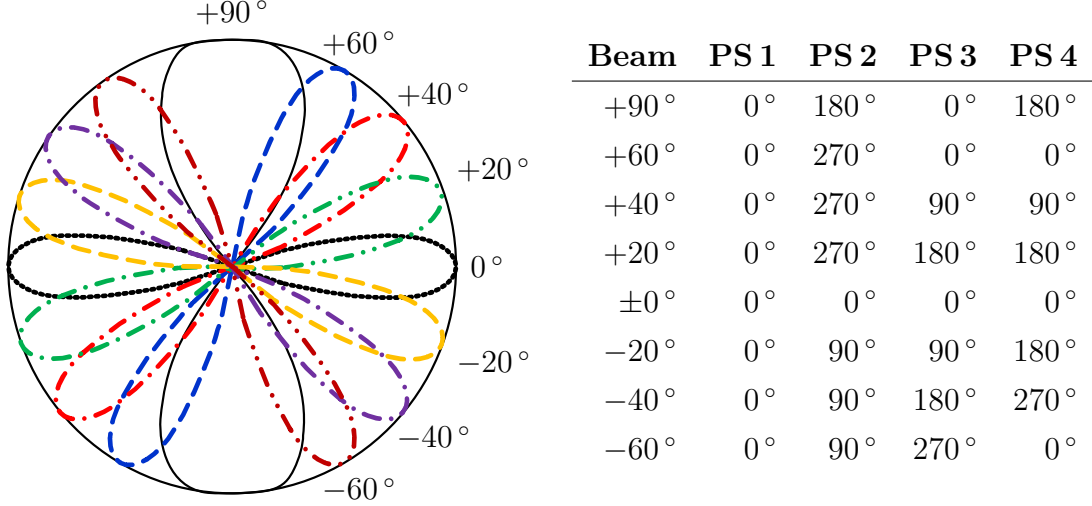 +90°
+60°
+40°
+20°
0°
−20°
−40°
−60°
Beam PS 1 PS 2 PS 3 PS 4
+90° 0° 180° 0° 180°
+60° 0° 270° 0° 0°
+40° 0° 270° 90° 90°
+20° 0° 270° 180° 180°
±0° 0° 0° 0° 0°
−20° 0° 90° 90° 180°
−40° 0° 90° 180° 270°
−60° 0° 90° 270° 0°